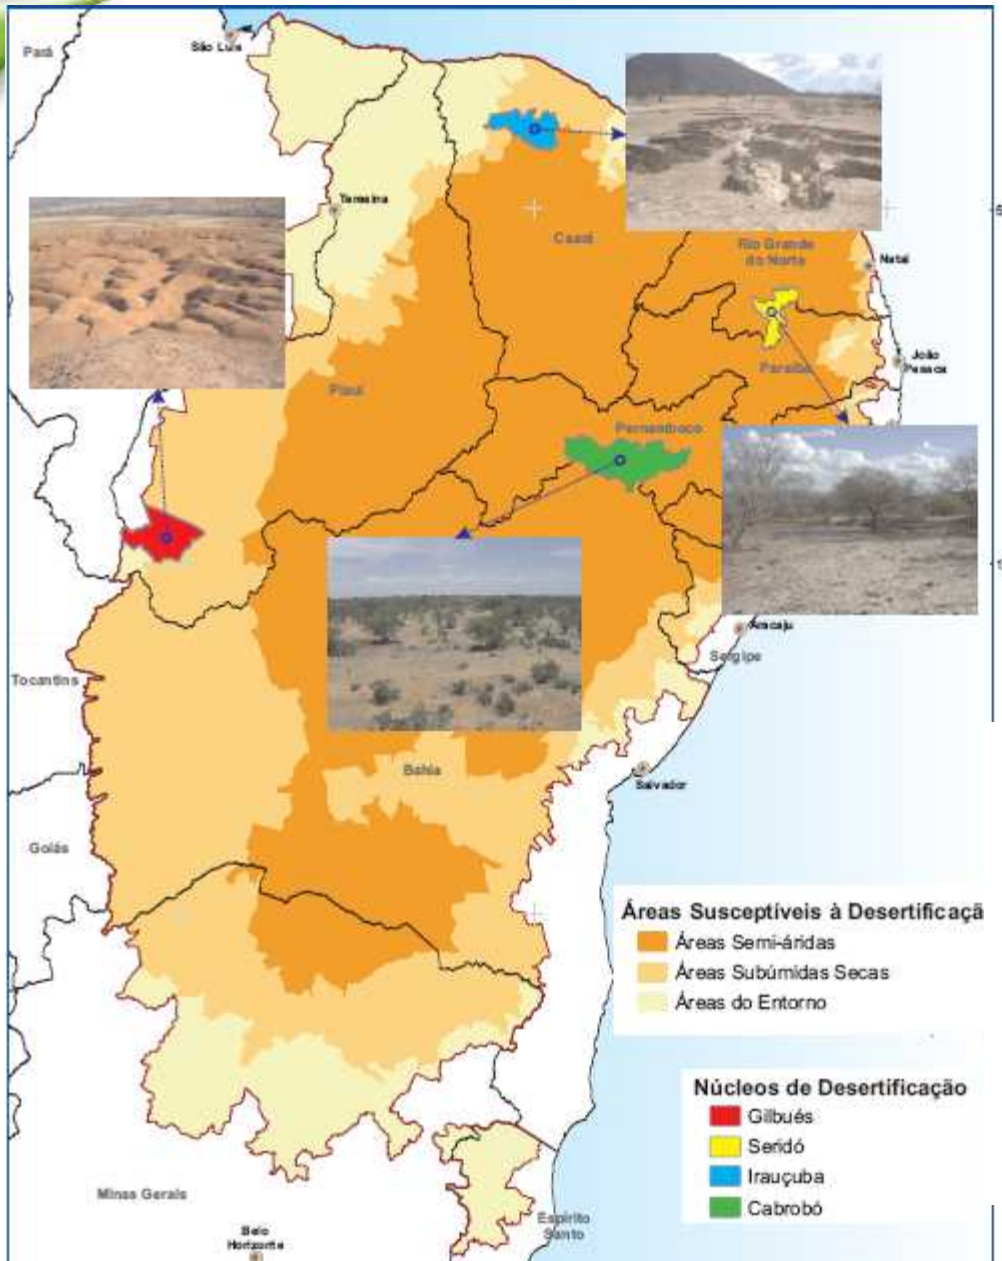 Pará
São Luís
Teresina
Ceará
Rio Grande
do Norte
Natal
João
Pessoa
Paraíba
Piauí
Pernambuco
Aracaju
Sergipe
Tocantins
Bahia
Salvador
Goiás
Áreas Susceptíveis à Desertificaçã
Áreas Semi-áridas
Áreas Subúmidas Secas
Áreas do Entorno
Núcleos de Desertificação
Gilbués
Seridó
Irauçuba
Cabrobó
Minas Gerais
Espírito
Santo
Belo
Horizonte